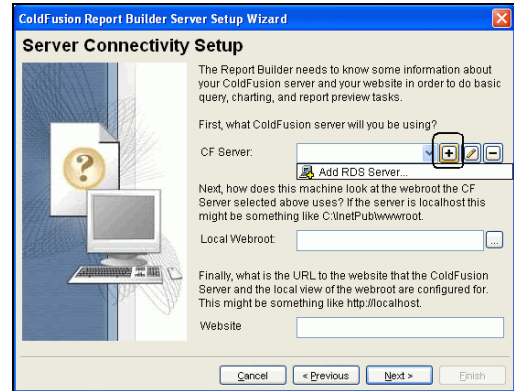 ColdFusion Report Builder Server Setup Wizard
Server Connectivity Setup
The Report Builder needs to know some information about
your ColdFusion server and your website in order to do basic
query, charting, and report preview tasks.
First, what ColdFusion server will you be using?
CF Server:
Add RDS Server...
Next, how does this machine look at the webroot the CF
Server selected above uses? If the server is localhost this
might be something like C:\InetPub\wwwroot.
Local Webroot:
...
Finally, what is the URL to the website that the ColdFusion
Server and the local view of the webroot are configured for.
This might be something like http://localhost.
Website
Cancel < Previous Next > Finish